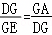 DG/GE = GA/DG